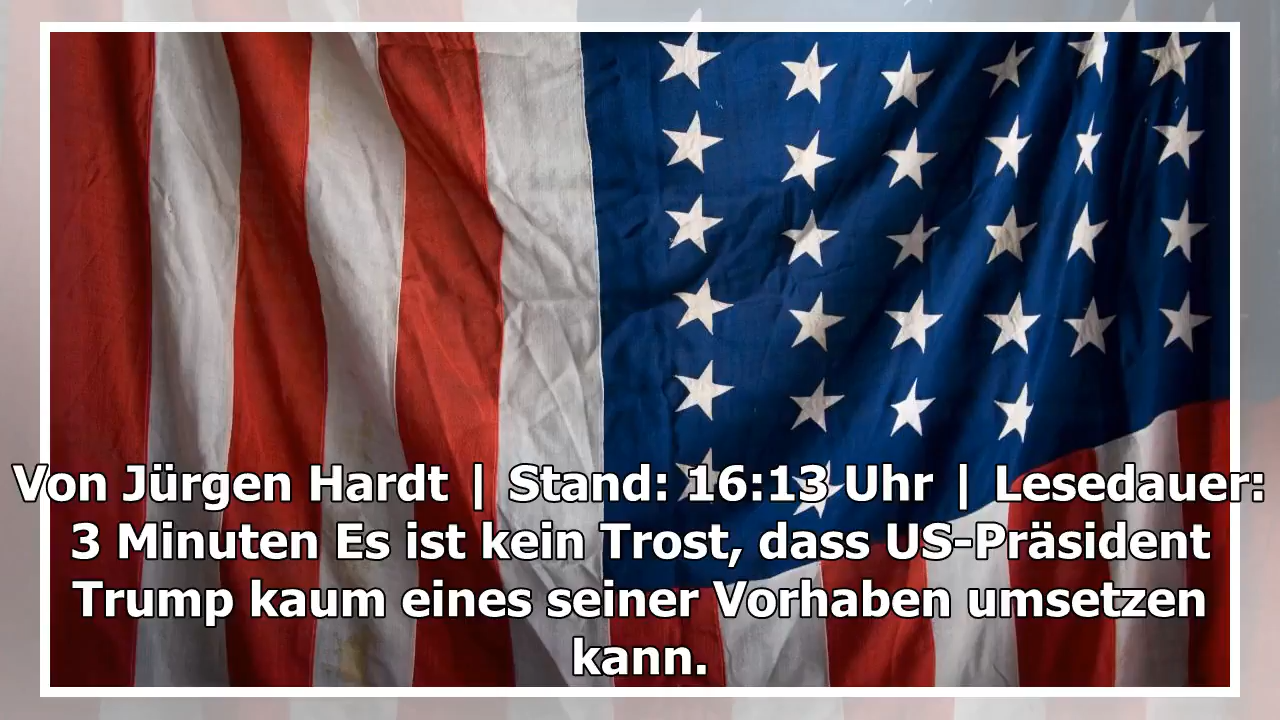 Von Jürgen Hardt | Stand: 16:13 Uhr | Lesedauer:
3 Minuten Es ist kein Trost, dass US-Präsident
Trump kaum eines seiner Vorhaben umsetzen
kann.